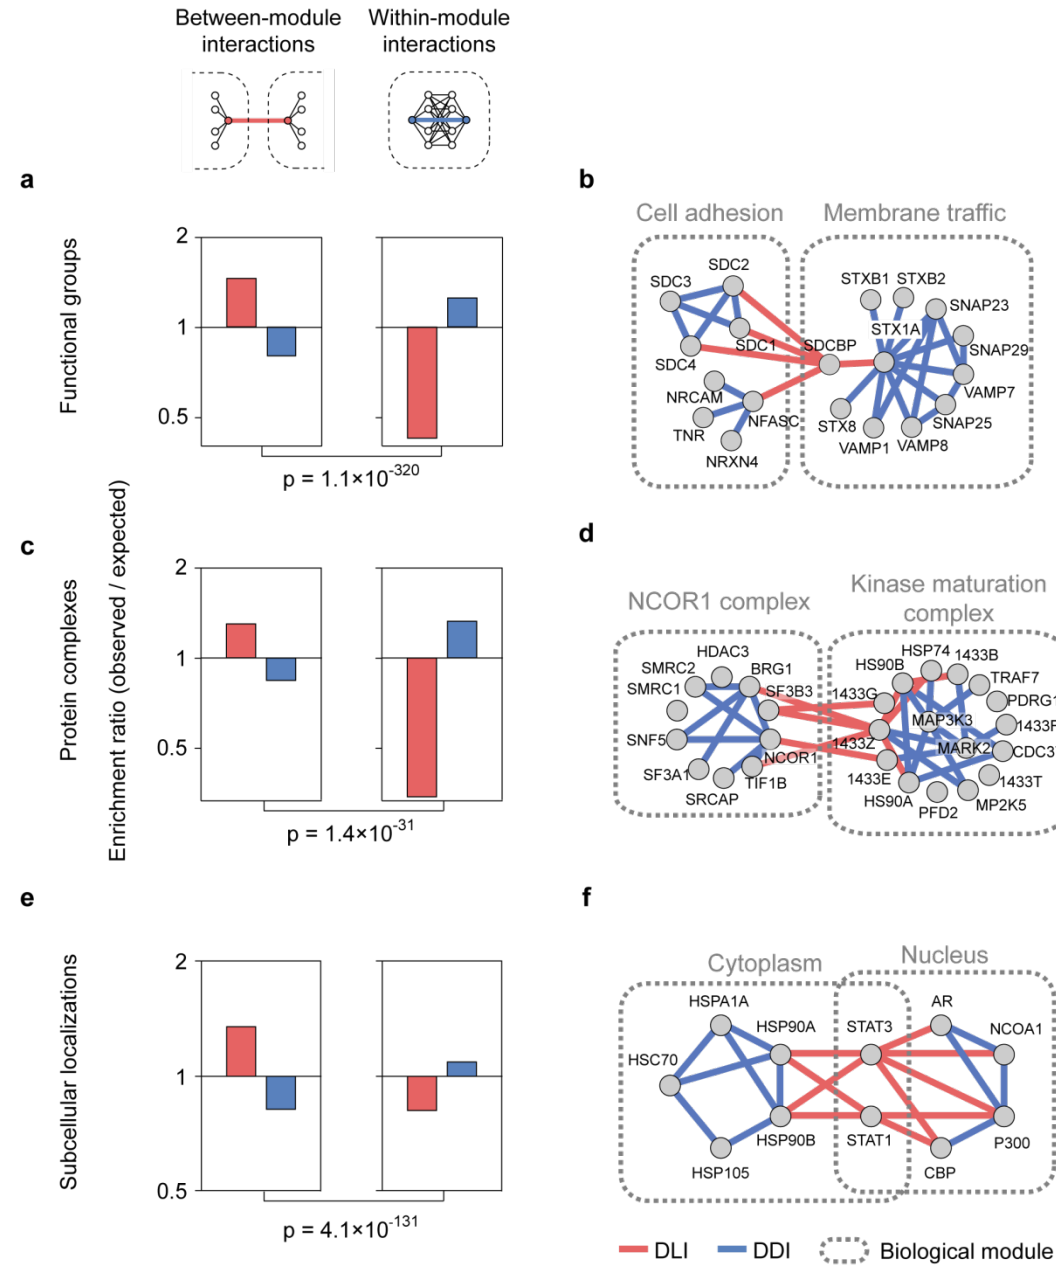 Between-module
interactions
Within-module
interactions
a
Functional groups
2
1
0.5
p = 1.1×10-320
b
Cell adhesion
Membrane traffic
SDC2
SDC3
SDC1
SDC4
SDCBP
NRCAM
NFASC
TNR
NRXN4
STXB1
STXB2
SNAP23
STX1A
SNAP29
VAMP7
SNAP25
STX8
VAMP1
VAMP8
Enrichment ratio (observed / expected)
c
Protein complexes
2
1
0.5
p = 1.4×10-31
d
NCOR1 complex
Kinase maturation
complex
HDAC3
SMRC2
BRG1
SMRC1
SF3B3
SNF5
NCOR1
SF3A1
TIF1B
SRCAP
HSP74
HS90B
1433B
TRAF7
1433G
PDRG1
MAP3K3
1433F
1433Z
MARK2
CDC37
1433E
1433T
HS90A
MP2K5
PFD2
e
Subcellular localizations
2
1
0.5
p = 4.1×10-131
f
Cytoplasm
Nucleus
HSPA1A
HSP90A
STAT3
AR
NCOA1
HSC70
HSP90B
STAT1
P300
HSP105
CBP
DLI
DDI
Biological module